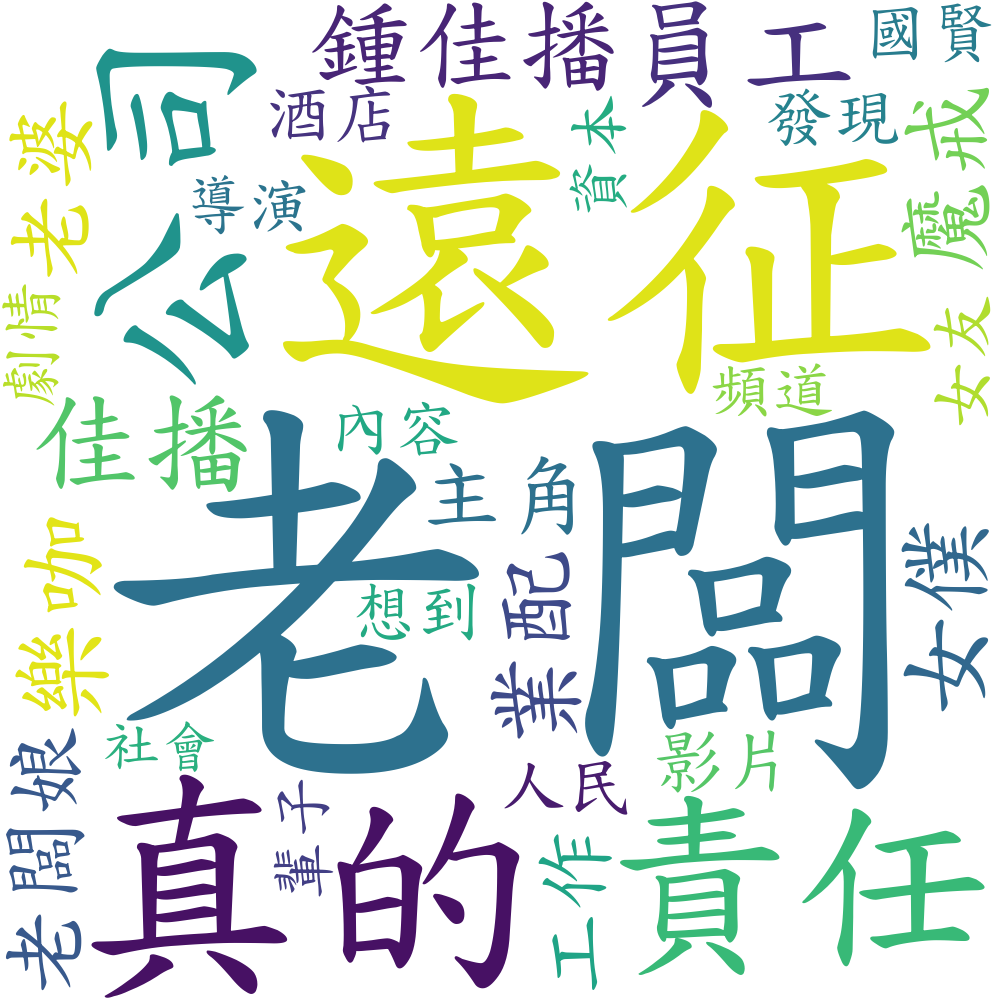 鍾佳播員工
國賢
公司
酒店
資本
發現
老婆
導演
遠征
魔戒
劇情
女友
佳播
內容
頻道
老闆
主角
樂咖
想到
業配
女僕
社會
老闆娘
影片
人民
真的
輩子
工作
責任